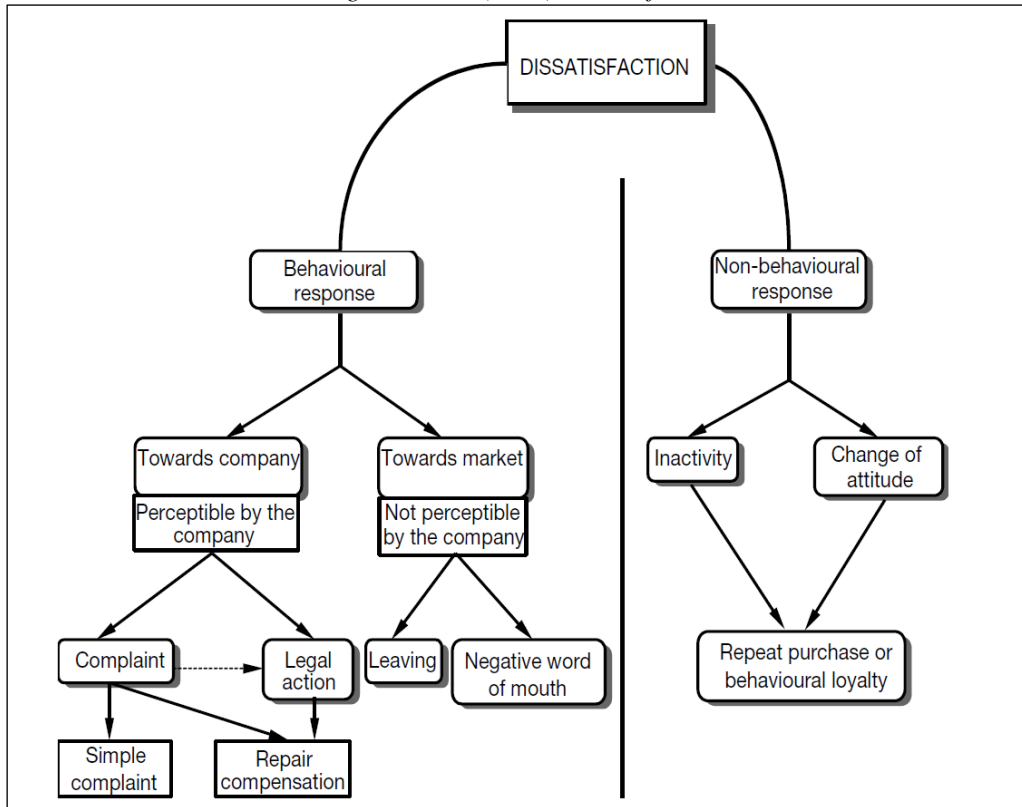 DISSATISFACTION
Behavioural
response
Non-behavioural
response
Towards company
Perceptible by the
company
Towards market
Not perceptible
by the company
Inactivity
Change of
attitude
Complaint
Legal
action
Leaving
Negative word
of mouth
Repeat purchase or
behavioural loyalty
Simple
complaint
Repair
compensation